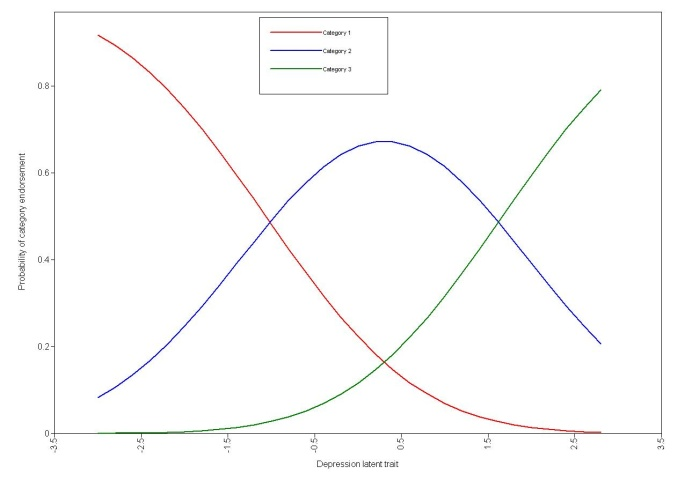 Category 1
Category 2
Category 3
0.8
0.6
0.4
0.2
0
Probability of category endorsement
-3.5
-2.5
-1.5
-0.5
0.5
1.5
2.5
3.5
Depression latent trait